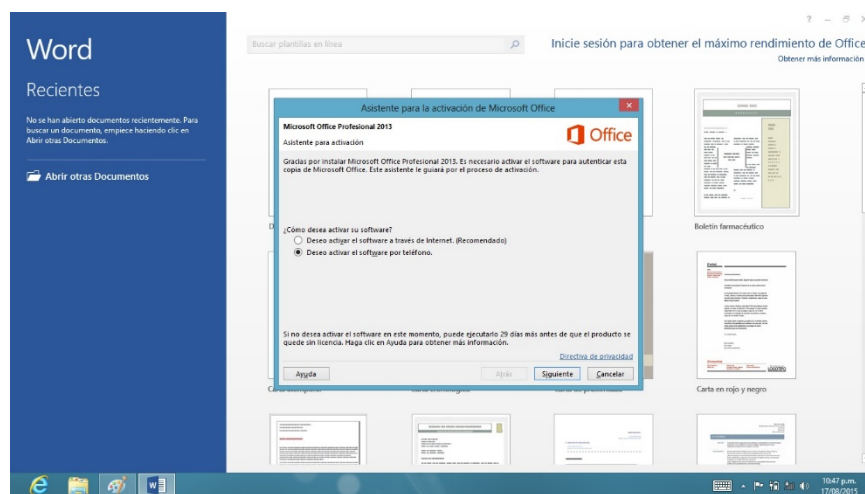 Word
Buscar plantillas en línea
Inicie sesión para obtener el máximo rendimiento de Office
Obtener más información
Recientes
No se han abierto documentos recientemente. Para
buscar un documento, empiece haciendo clic en
Abrir otras Documentos.
Abrir otras Documentos
Asistente para la activación de Microsoft Office
Microsoft Office Profesional 2013
Asistente para activación
Office
Gracias por instalar Microsoft Office Profesional 2013. Es necesario activar el software para autenticar esta
copia de Microsoft Office. Este asistente le guiará por el proceso de activación.
¿Cómo desea activar su software?
Deseo activar el software a través de Internet. (Recomendado)
Deseo activar el software por teléfono.
Si no desea activar el software en este momento, puede ejecutarlo 29 días más antes de que el producto se
quede sin licencia. Haga clic en Ayuda para obtener más información.
Directiva de privacidad
Ayuda
Atrás
Siguiente
Cancelar
Boletín farmacéutico
Carta en rojo y negro
10:47 p.m.
17/08/2015